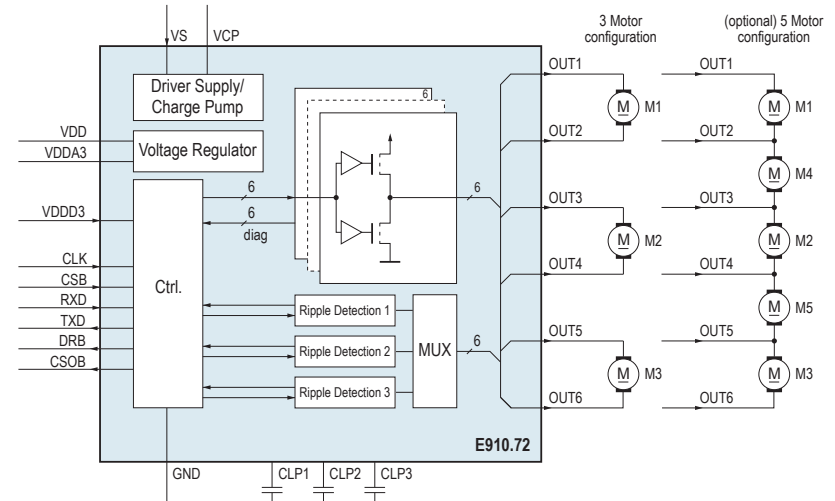 VS
VCP
3 Motor
configuration
(optional) 5 Motor
configuration
Driver Supply/
Charge Pump
6
OUT1
OUT1
M
M1
M
M1
VDD
Voltage Regulator
OUT2
OUT2
VDDA3
6
6
M
M4
VDDD3
6
diag
OUT3
OUT3
CLK
Ctrl.
M
M2
M
M2
CSB
OUT4
OUT4
RXD
Ripple Detection 1
M
M5
TXD
MUX
6
OUT5
OUT5
DRB
Ripple Detection 2
CSOB
M
M3
M
M3
Ripple Detection 3
OUT6
OUT6
E910.72
GND
CLP1
CLP2
CLP3